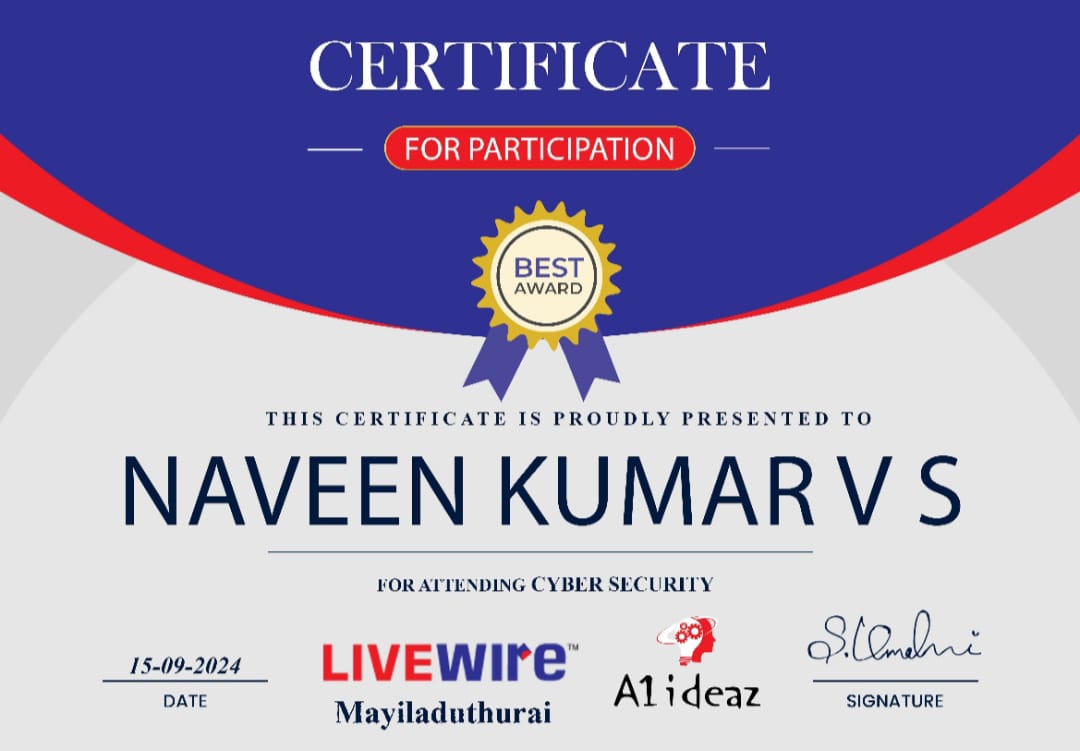 CERTIFICATE
FOR PARTICIPATION
BEST
AWARD
THIS CERTIFICATE IS PROUDLY PRESENTED TO
NAVEEN KUMAR V S
FOR ATTENDING CYBER SECURITY
15-09-2024
DATE
LIVEWIRE™
Mayiladuthurai
A1ideaz
SIGNATURE